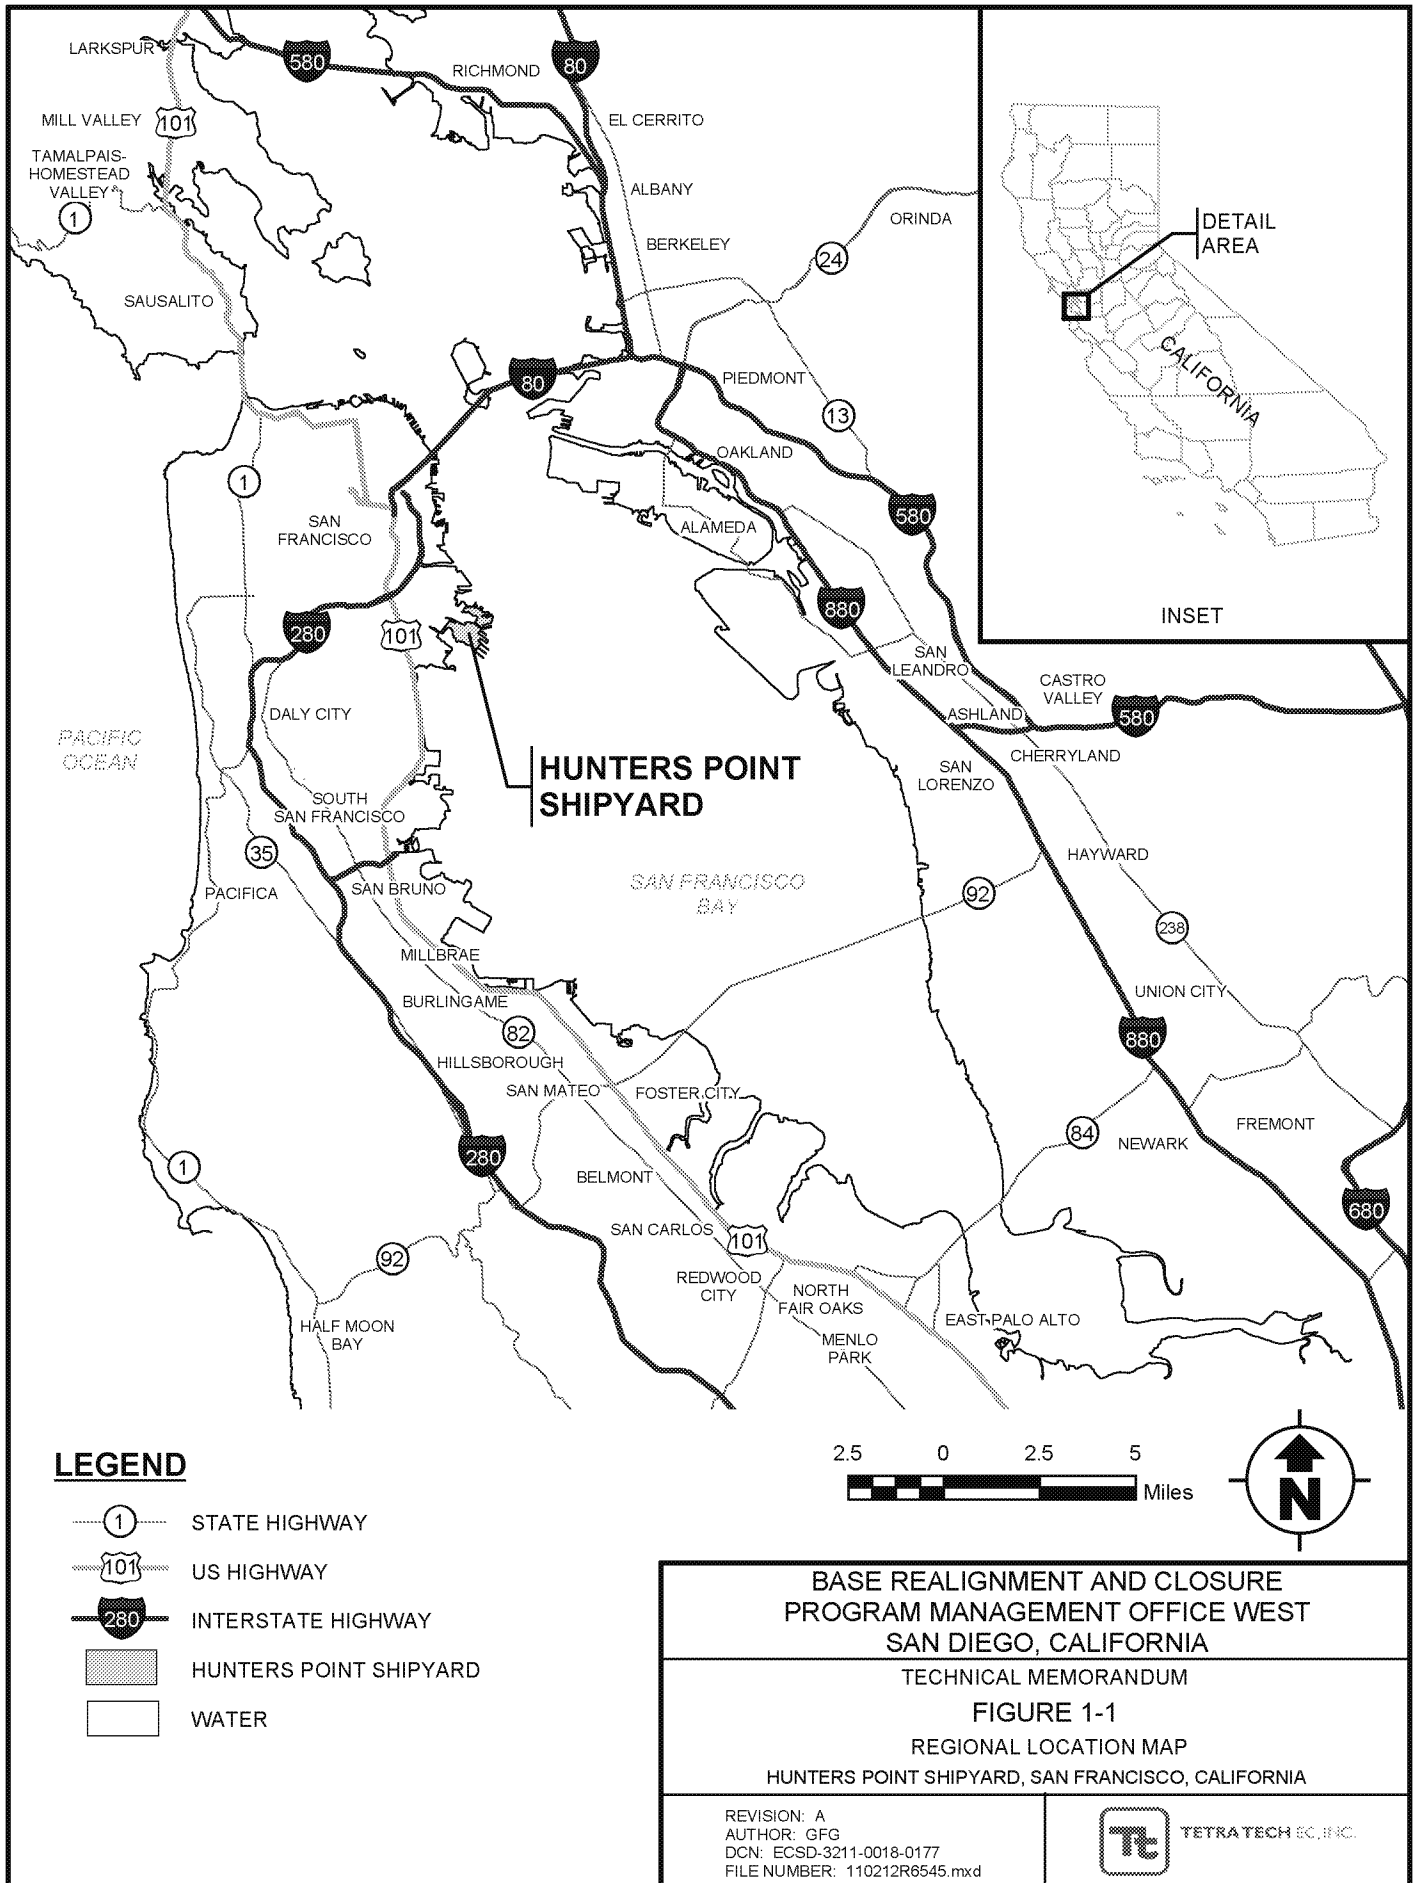 LARKSPUR
580
RICHMOND
80
MILL VALLEY
101
EL CERRITO
TAMALPAIS-
HOMESTEAD
VALLEY
1
ALBANY
ORINDA
BERKELEY
24
SAUSALITO
DETAIL
AREA
CALIFORNIA
INSET
80
PIEDMONT
13
OAKLAND
1
580
SAN
FRANCISCO
ALAMEDA
880
280
101
SAN
LEANDRO
CASTRO
VALLEY
DALY CITY
ASHLAND
580
PACIFIC
OCEAN
CHERRYLAND
HUNTERS POINT
SHIPYARD
SAN
LORENZO
SOUTH
SAN FRANCISCO
35
HAYWARD
PACIFICA
SAN BRUNO
SAN FRANCISCO
BAY
92
238
MILLBRAE
UNION CITY
BURLINGAME
82
880
HILLSBOROUGH
SAN MATEO
FOSTER CITY
84
NEWARK
FREMONT
280
1
BELMONT
680
SAN CARLOS
101
92
REDWOOD
CITY
NORTH
FAIR OAKS
EAST PALO ALTO
HALF MOON
BAY
MENLO
PARK
LEGEND
1 STATE HIGHWAY
101 US HIGHWAY
280 INTERSTATE HIGHWAY
HUNTERS POINT SHIPYARD
WATER
2.5 0 2.5 5
Miles
N
BASE REALIGNMENT AND CLOSURE
PROGRAM MANAGEMENT OFFICE WEST
SAN DIEGO, CALIFORNIA
TECHNICAL MEMORANDUM
FIGURE 1-1
REGIONAL LOCATION MAP
HUNTERS POINT SHIPYARD, SAN FRANCISCO, CALIFORNIA
REVISION: A
AUTHOR: GFG
DCN: ECSD-3211-0018-0177
FILE NUMBER: 110212R6545.mxd
Tt
TETRA TECH EC, INC.